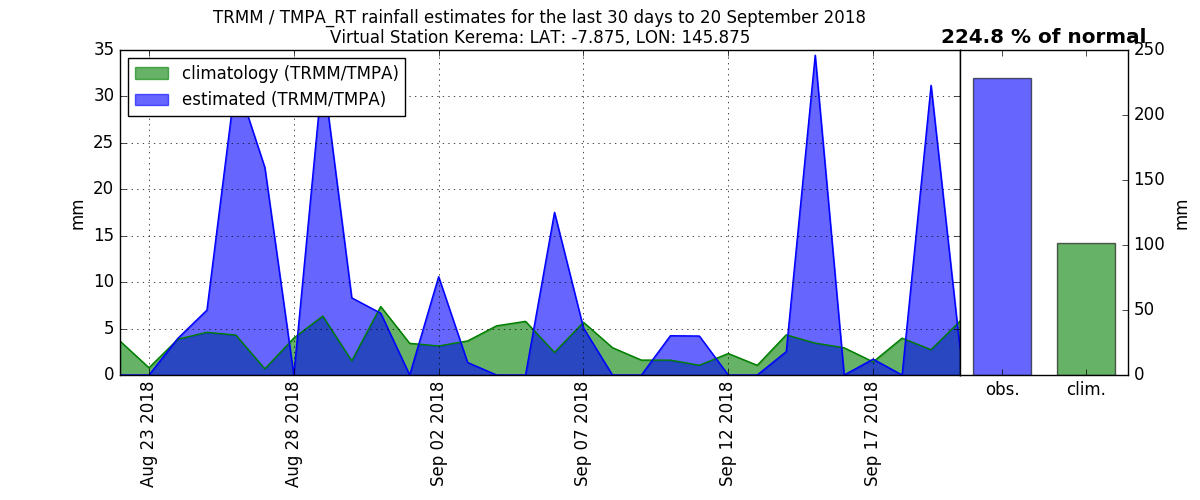 TRMM / TMPA_RT rainfall estimates for the last 30 days to 20 September 2018
Virtual Station Kerema: LAT: -7.875, LON: 145.875
224.8 % of normal
climatology (TRMM/TMPA)
estimated (TRMM/TMPA)
35
30
25
20
15
10
5
0
mm
Aug 23 2018
Aug 28 2018
Sep 02 2018
Sep 07 2018
Sep 12 2018
Sep 17 2018
250
200
150
100
50
0
mm
obs.
clim.